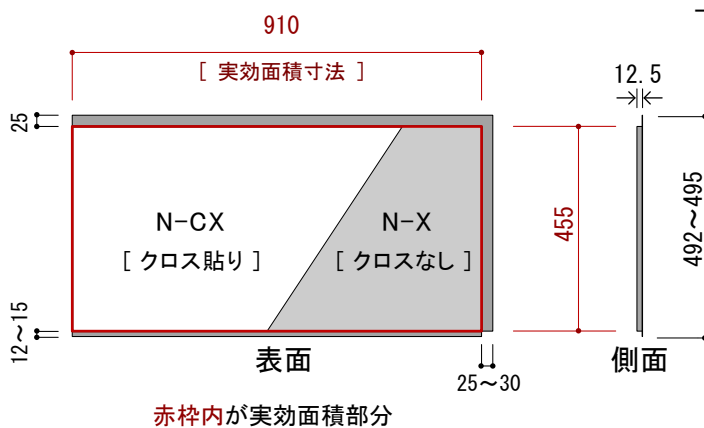 910
[ 実効面積寸法 ]
12.5
25
N-CX
[ クロス貼り ]
N-X
[ クロスなし ]
455
492～495
12～15
表面
側面
25～30
赤枠内が実効面積部分